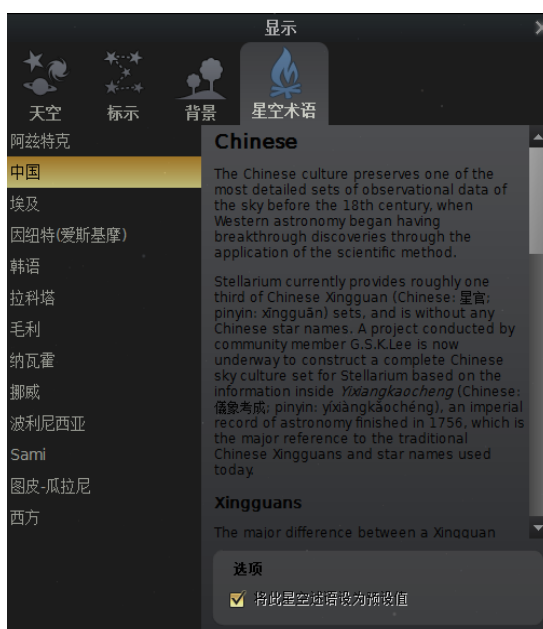 显示
天空 标示 背景 星空术语
阿兹特克
中国
埃及
因纽特(爱斯基摩)
韩语
拉科塔
毛利
纳瓦霍
挪威
波利尼西亚
Sami
图皮-瓜拉尼
西方
Chinese
The Chinese culture preserves one of the
most detailed sets of observational data of
the sky before the 18th century, when
Western astronomy began having
breakthrough discoveries through the
application of the scientific method.
Stellarium currently provides roughly one
third of Chinese Xingguan (Chinese: 星官;
pinyin: xīngguān) sets, and is without any
Chinese star names. A project conducted by
community member G.S.K.Lee is now
underway to construct a complete Chinese
sky culture set for Stellarium based on the
information inside Yixiangkaocheng (Chinese:
儀象考成; pinyin: yíxiàngkǎochéng), an imperial
record of astronomy finished in 1756, which is
the major reference to the traditional
Chinese Xingguans and star names used
today.
Xingguans
The major difference between a Xingguan
选项
将此星空述语设为预设值